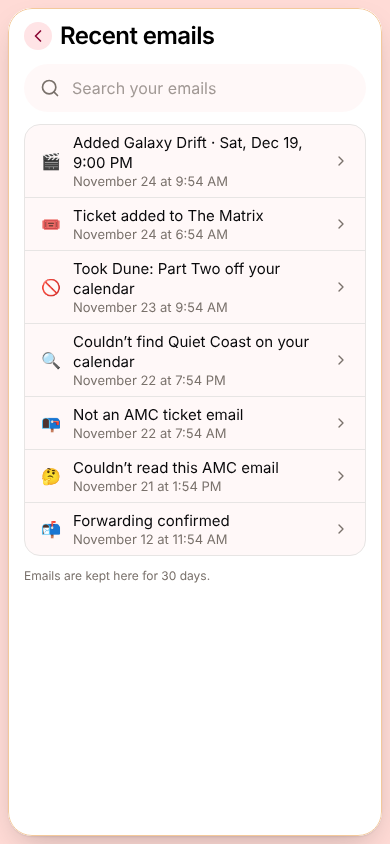 Recent emails
Search your emails
Added Galaxy Drift · Sat, Dec 19,
9:00 PM
November 24 at 9:54 AM
Ticket added to The Matrix
November 24 at 6:54 AM
Took Dune: Part Two off your
calendar
November 23 at 9:54 AM
Couldn’t find Quiet Coast on your
calendar
November 22 at 7:54 PM
Not an AMC ticket email
November 22 at 7:54 AM
Couldn’t read this AMC email
November 21 at 1:54 PM
Forwarding confirmed
November 12 at 11:54 AM
Emails are kept here for 30 days.